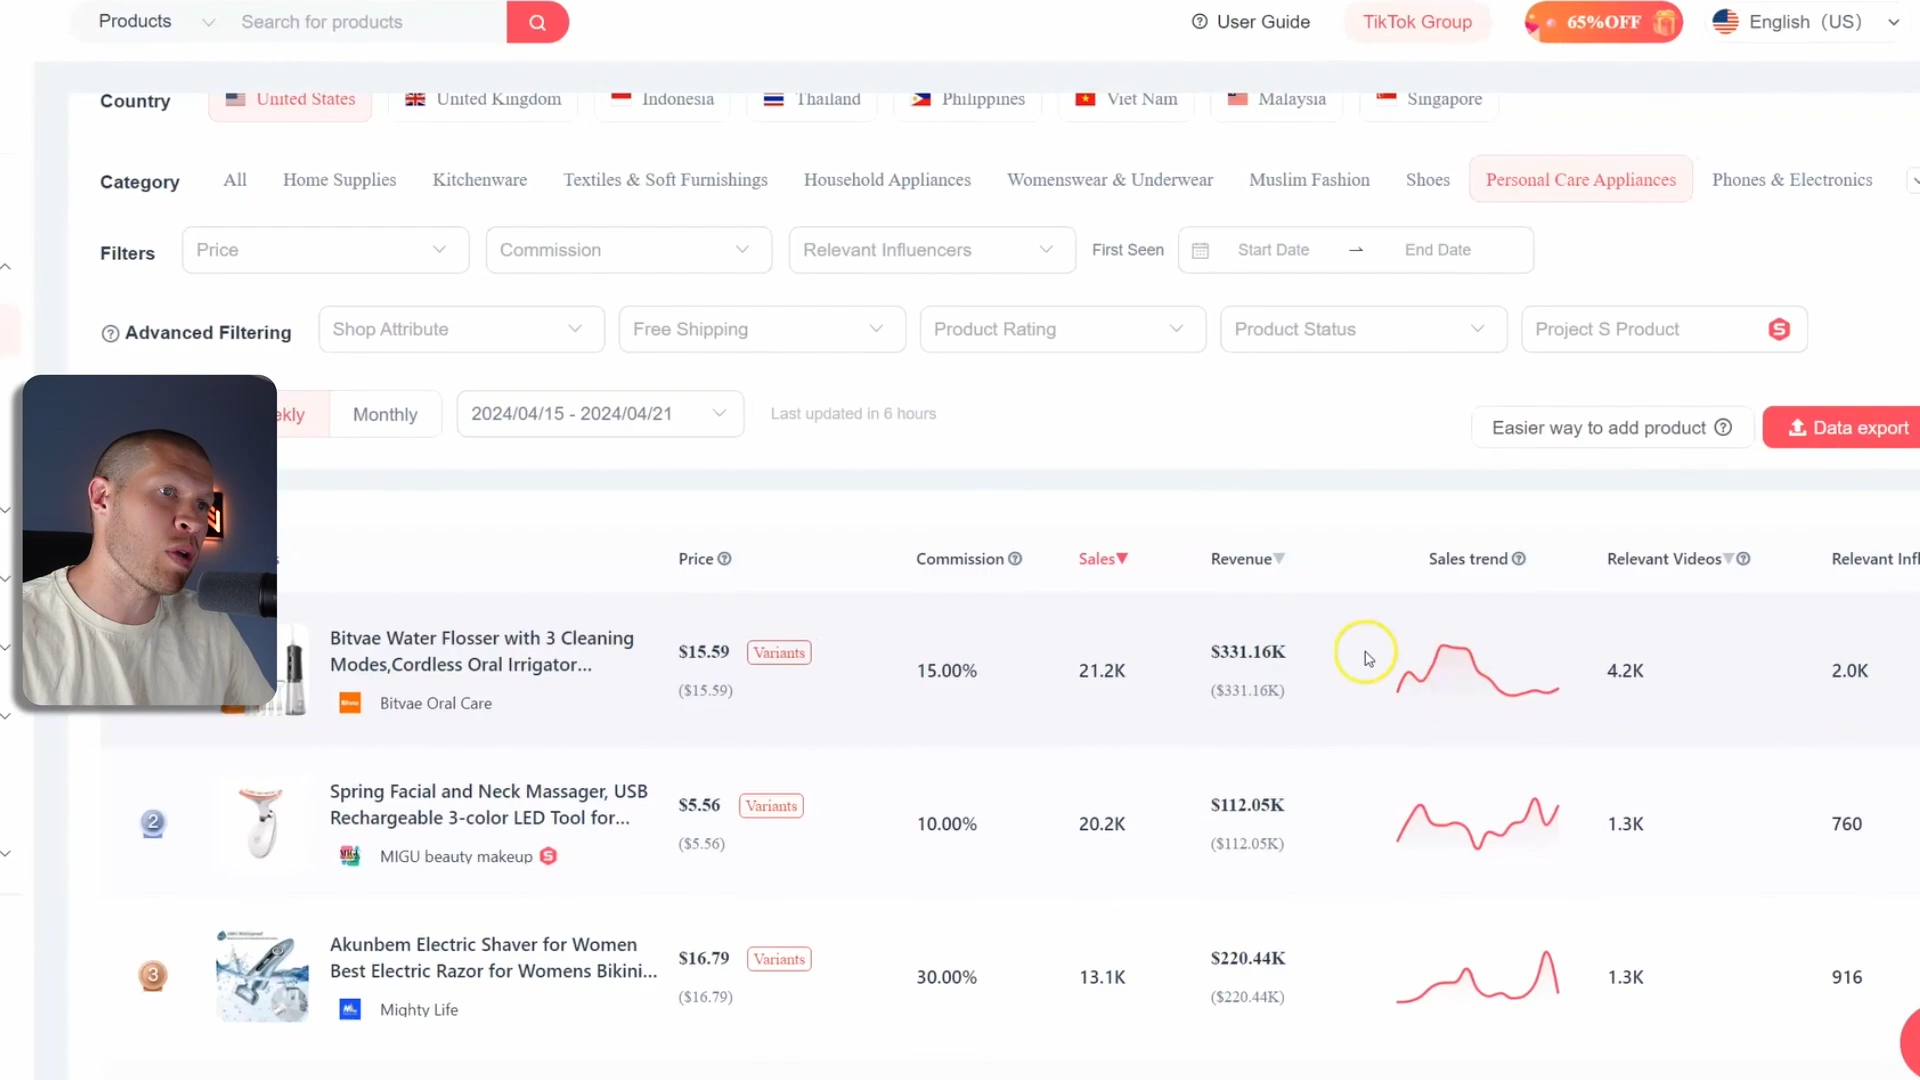 Products
Search for products
User Guide
TikTok Group
65%OFF
English (US)
Country
United States
United Kingdom
Indonesia
Thailand
Philippines
Viet Nam
Malaysia
Singapore
Category
All
Home Supplies
Kitchenware
Textiles & Soft Furnishings
Household Appliances
Womenswear & Underwear
Muslim Fashion
Shoes
Personal Care Appliances
Phones & Electronics
Filters
Price
Commission
Relevant Influencers
First Seen
Start Date
→
End Date
Advanced Filtering
Shop Attribute
Free Shipping
Product Rating
Product Status
Project S Product
S
ekly
Monthly
2024/04/15 - 2024/04/21
Last updated in 6 hours
Easier way to add product
Data export
Price
Commission
Sales
Revenue
Sales trend
Relevant Videos
Relevant Infl
Bitvae Water Flosser with 3 Cleaning
Modes,Cordless Oral Irrigator...
Bitvae Oral Care
$15.59
Variants
($15.59)
15.00%
21.2K
$331.16K
($331.16K)
4.2K
2.0K
2
Spring Facial and Neck Massager, USB
Rechargeable 3-color LED Tool for...
MIGU beauty makeup
S
$5.56
Variants
($5.56)
10.00%
20.2K
$112.05K
($112.05K)
1.3K
760
3
Akunbem Electric Shaver for Women
Best Electric Razor for Womens Bikini...
Mighty Life
$16.79
Variants
($16.79)
30.00%
13.1K
$220.44K
($220.44K)
1.3K
916